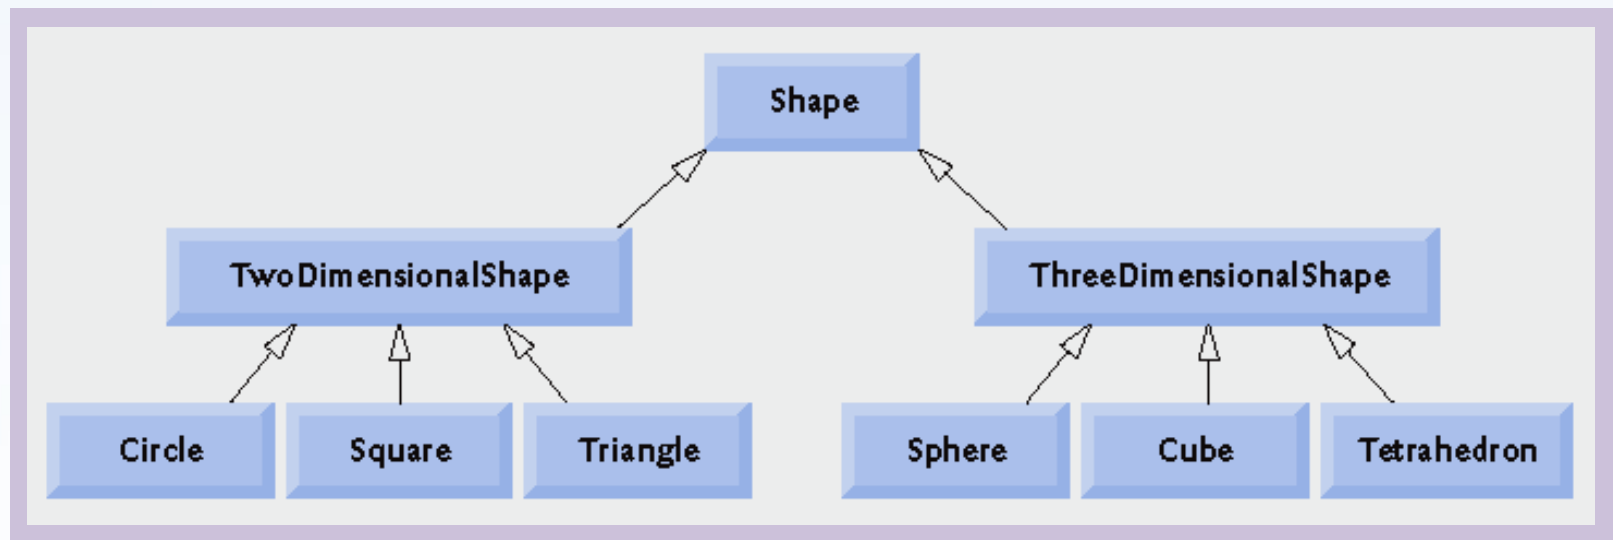 Shape
TwoDimensionalShape
ThreeDimensionalShape
Circle
Square
Triangle
Sphere
Cube
Tetrahedron